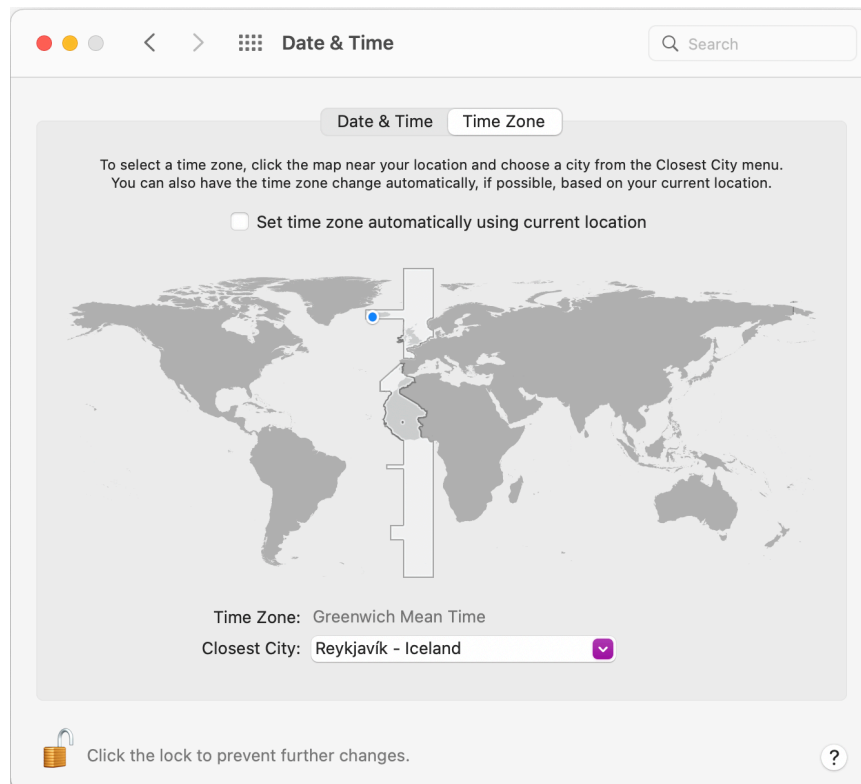 Date & Time
Search
Date & Time
Time Zone
To select a time zone, click the map near your location and choose a city from the Closest City menu.
You can also have the time zone change automatically, if possible, based on your current location.
Set time zone automatically using current location
Time Zone: Greenwich Mean Time
Closest City: Reykjavík - Iceland
Click the lock to prevent further changes.
?